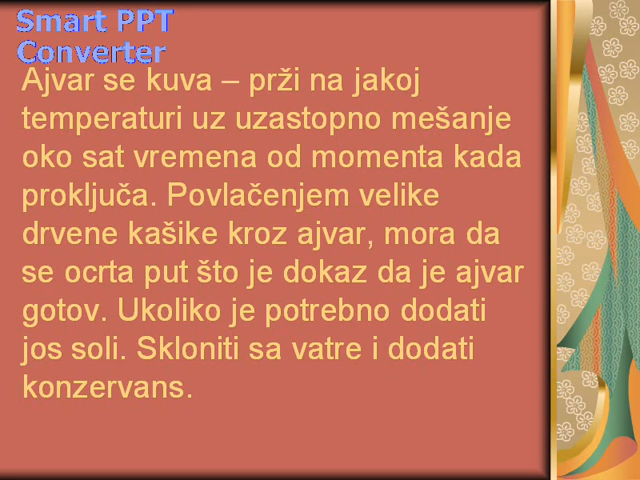 Smart PPT
Converter
Ajvar se kuva – prži na jakoj
temperaturi uz uzastopno mešanje
oko sat vremena od momenta kada
proključa. Povlačenjem velike
drvene kašike kroz ajvar, mora da
se ocrta put što je dokaz da je ajvar
gotov. Ukoliko je potrebno dodati
jos soli. Skloniti sa vatre i dodati
konzervans.